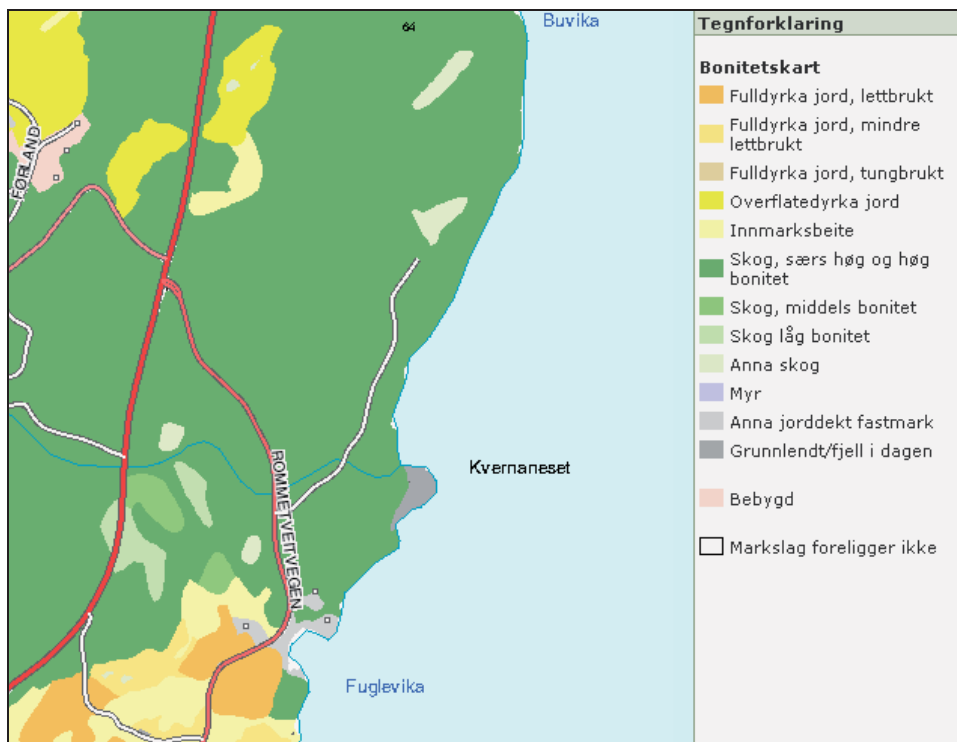 64
Buvika
FØRLAND
ROMMETVEITVEGEN
Kvernaneset
Fuglevika
Tegnforklaring
Bonitetskart
Fulldyrka jord, lettbrukt
Fulldyrka jord, mindre
lettbrukt
Fulldyrka jord, tungbrukt
Overflatedyrka jord
Innmarksbeite
Skog, særs høg og høg
bonitet
Skog, middels bonitet
Skog låg bonitet
Anna skog
Myr
Anna jorddekt fastmark
Grunnlendt/fjell i dagen
Bebygd
Markslag foreligger ikke